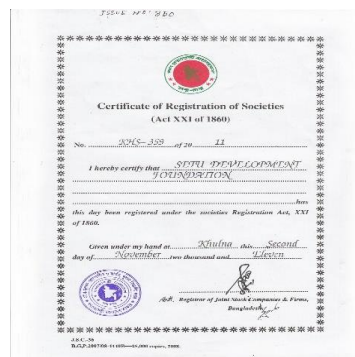 ISSUE NO. 860
Certificate of Registration of Societies
(Act XXI of 1860)
No. KHS-359 of 20 11
I hereby certify that SETU DEVELOPMENT
FOUNDATION
has
this day been registered under the societies Registration Act, XXI
of 1860.
Given under my hand at Khulna this Second
day of November two thousand and Eleven
Registrar of Joint Stock Companies & Firms,
Bangladesh
J.S.C.-56